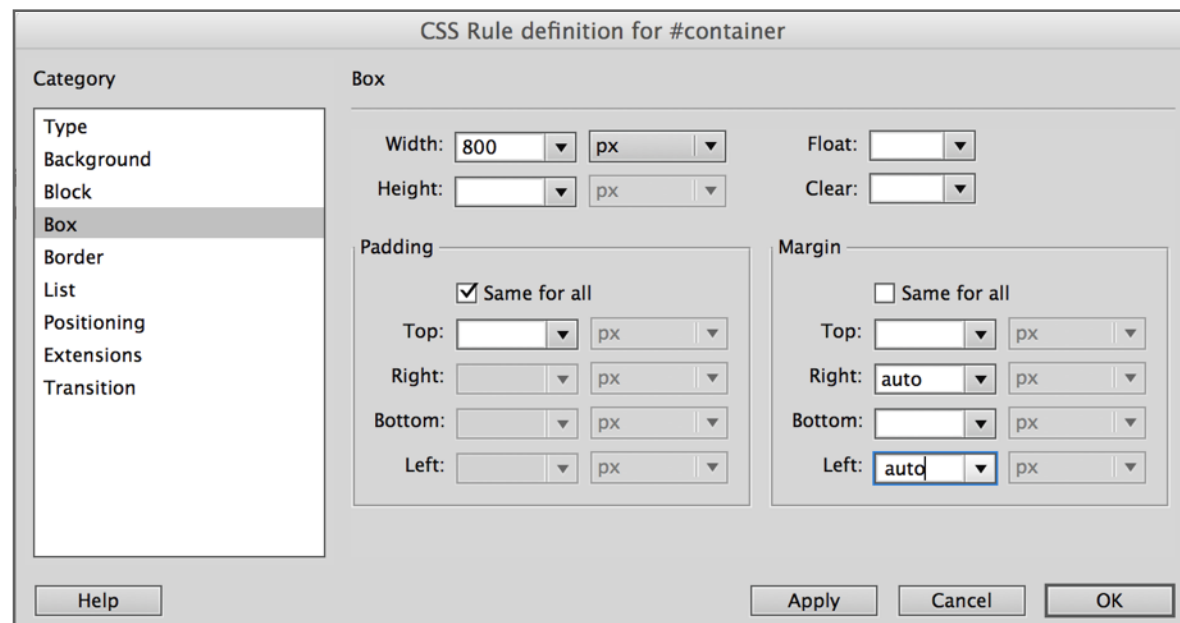 CSS Rule definition for #container
Category
Type
Background
Block
Box
Border
List
Positioning
Extensions
Transition
Box
Width: 800 px Float:
Height: px Clear:
Padding
Same for all
Top: px
Right: px
Bottom: px
Left: px
Margin
Same for all
Top: px
Right: auto px
Bottom: px
Left: auto px
Help Apply Cancel OK